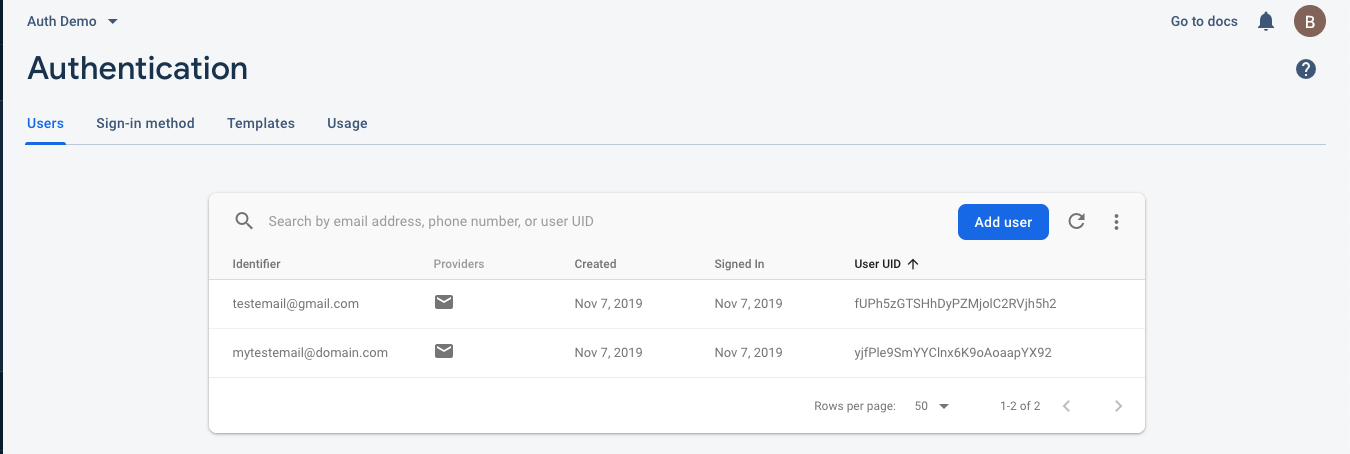 Auth Demo Go to docs B
Authentication ?
Users Sign-in method Templates Usage
Search by email address, phone number, or user UID Add user
Identifier Providers Created Signed In User UID
testemail@gmail.com Nov 7, 2019 Nov 7, 2019 fUPh5zGTSHhDyPZMjolC2RVjh5h2
mytestemail@domain.com Nov 7, 2019 Nov 7, 2019 yjfPle9SmYYClnx6K9oAoaapYX92
Rows per page: 50 1-2 of 2